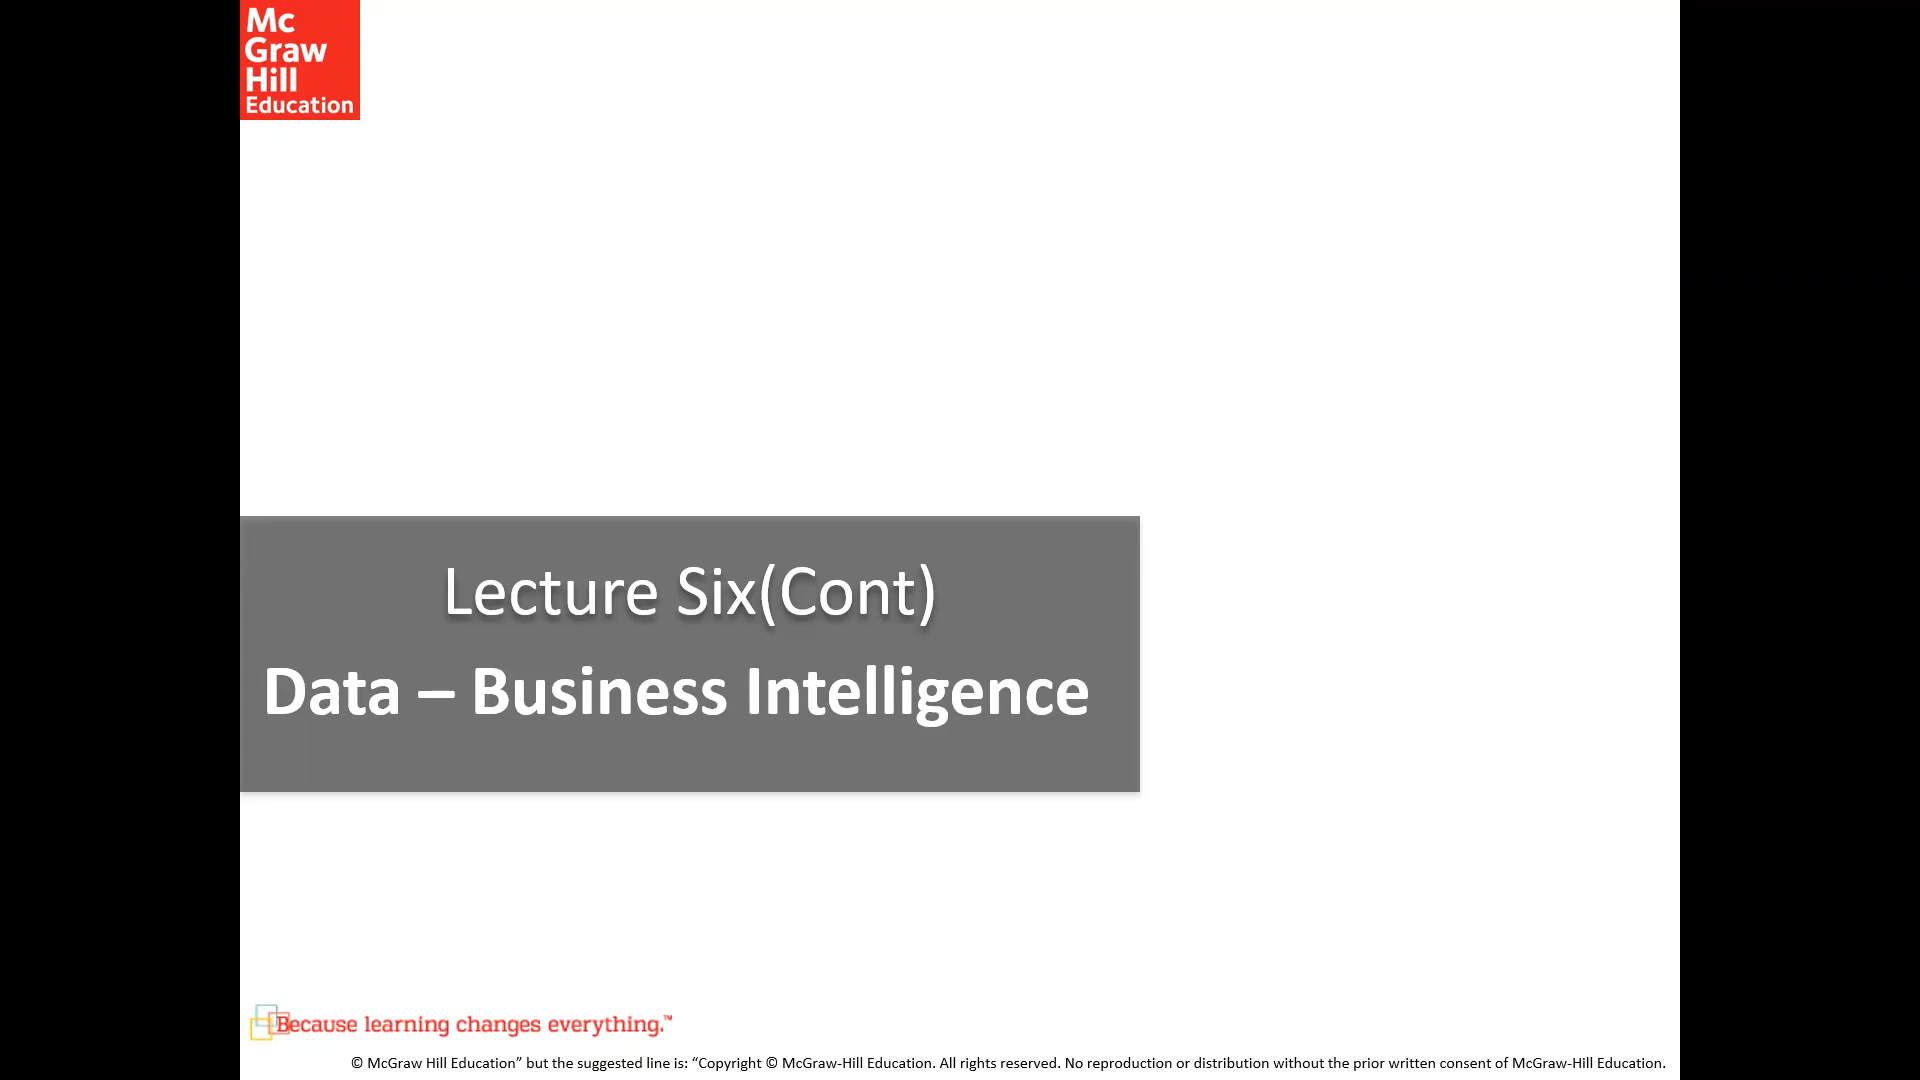 Mc
Graw
Hill
Education
Lecture Six(Cont)
Data – Business Intelligence
Because learning changes everything.™
© McGraw Hill Education” but the suggested line is: “Copyright © McGraw-Hill Education. All rights reserved. No reproduction or distribution without the prior written consent of McGraw-Hill Education.